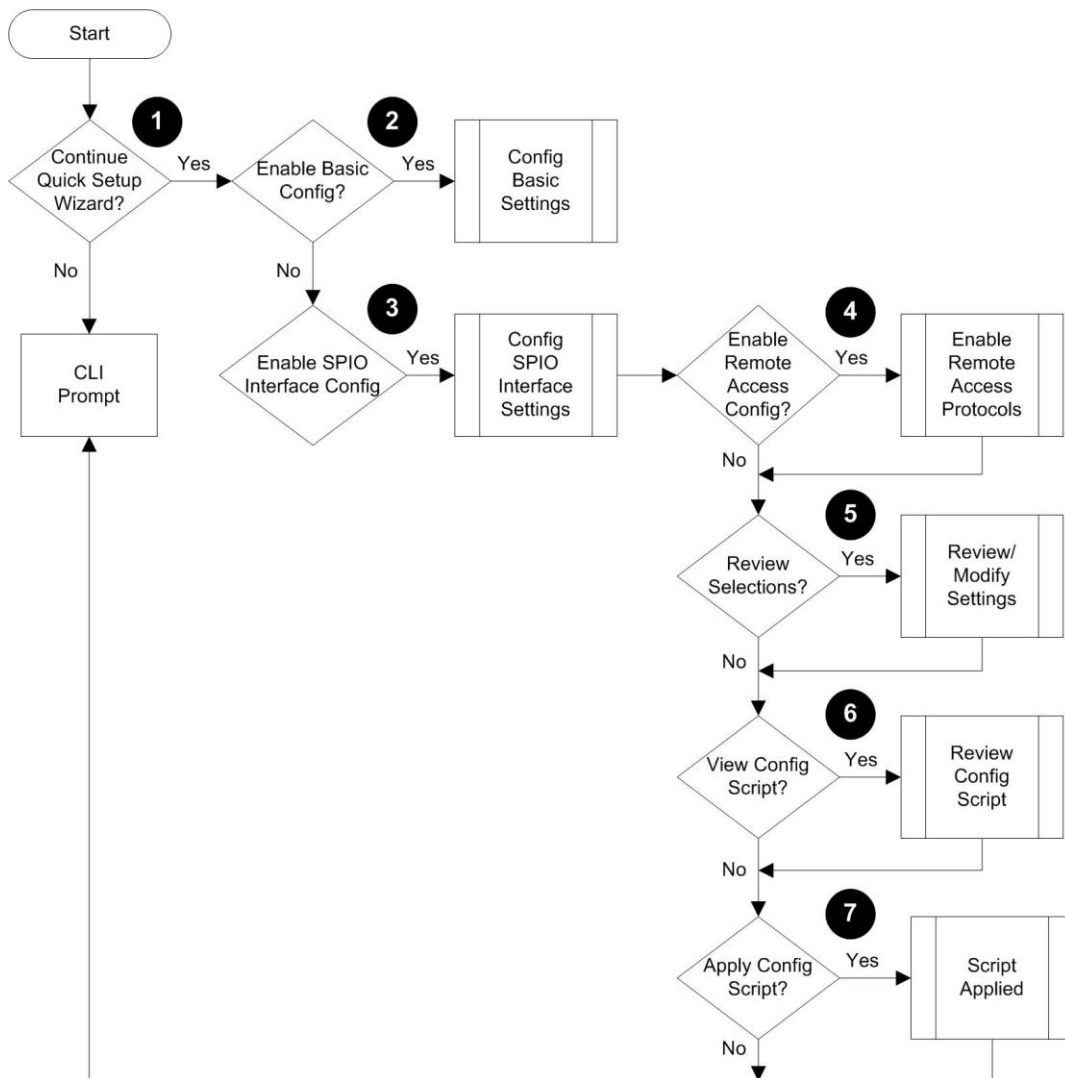 Start
1
Continue
Quick Setup
Wizard?
Yes
No
CLI
Prompt
2
Enable Basic
Config?
Yes
No
Config
Basic
Settings
3
Enable SPIO
Interface Config
Yes
Config
SPIO
Interface
Settings
4
Enable
Remote
Access
Config?
Yes
No
Enable
Remote
Access
Protocols
5
Review
Selections?
Yes
No
Review/
Modify
Settings
6
View Config
Script?
Yes
No
Review
Config
Script
7
Apply Config
Script?
Yes
No
Script
Applied